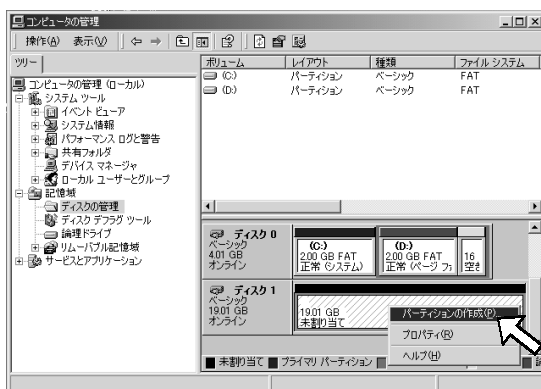 コンピュータの管理
操作(A) 表示(V)
ツリー
コンピュータの管理 (ローカル)
システム ツール
イベント ビューア
システム情報
パフォーマンス ログと警告
共有フォルダ
デバイス マネージャ
ローカル ユーザーとグループ
記憶域
ディスクの管理
ディスク デフラグ ツール
論理ドライブ
リムーバブル記憶域
サービスとアプリケーション
ボリューム レイアウト 種類 ファイル システム
(C:) パーティション ベーシック FAT
(D:) パーティション ベーシック FAT
ディスク 0
ベーシック
4.01 GB
オンライン
(C:)
2.00 GB FAT
正常 (システム)
(D:)
2.00 GB FAT
正常 (ページ フ
16
空き
ディスク 1
ベーシック
19.01 GB
オンライン
19.01 GB
未割り当て
パーティションの作成(P)...
プロパティ(R)
ヘルプ(H)
未割り当て プライマリ パーティション